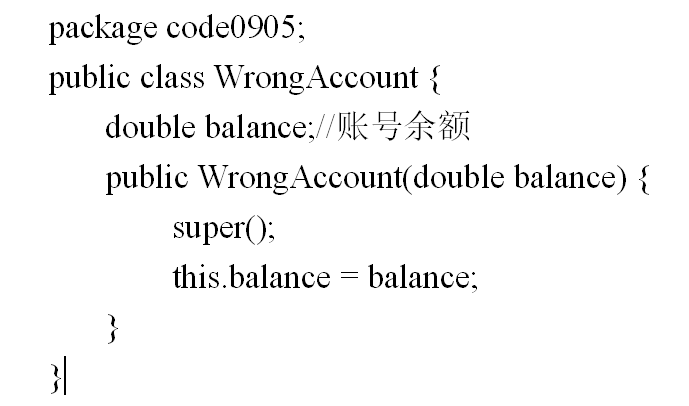 package code0905;
public class WrongAccount {
double balance;//账号余额
public WrongAccount(double balance) {
super();
this.balance = balance;
}
}